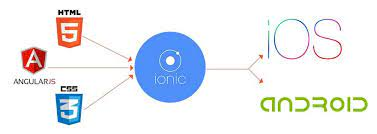 HTML
5
ANGULARJS
CSS
3
ionic
iOS
ANDROID